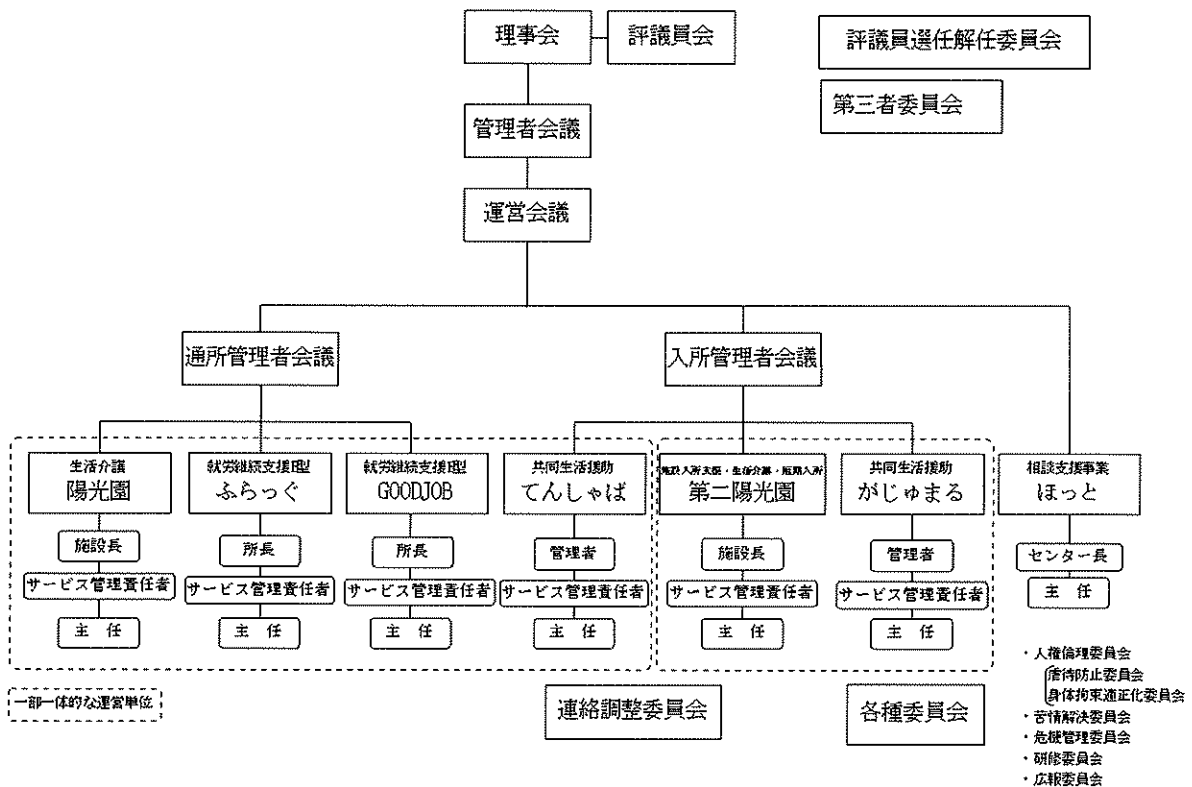 理事会
評議員会
評議員選任解任委員会
第三者委員会
管理者会議
運営会議
通所管理者会議
入所管理者会議
生活介護
陽光園
就労継続支援B型
ふらっぐ
就労継続支援B型
GOODJOB
共同生活援助
てんしゃば
施設入所支援・生活介護・短期入所
第二陽光園
共同生活援助
がじゅまる
相談支援事業
ほっと
施設長
所長
所長
管理者
施設長
管理者
センター長
サービス管理責任者
サービス管理責任者
サービス管理責任者
サービス管理責任者
サービス管理責任者
サービス管理責任者
主任
主 任
主 任
主 任
主 任
主 任
主 任
一部一体的な運営単位
連絡調整委員会
各種委員会
・人権倫理委員会
虐待防止委員会
身体拘束適正化委員会
・苦情解決委員会
・危機管理委員会
・研修委員会
・広報委員会